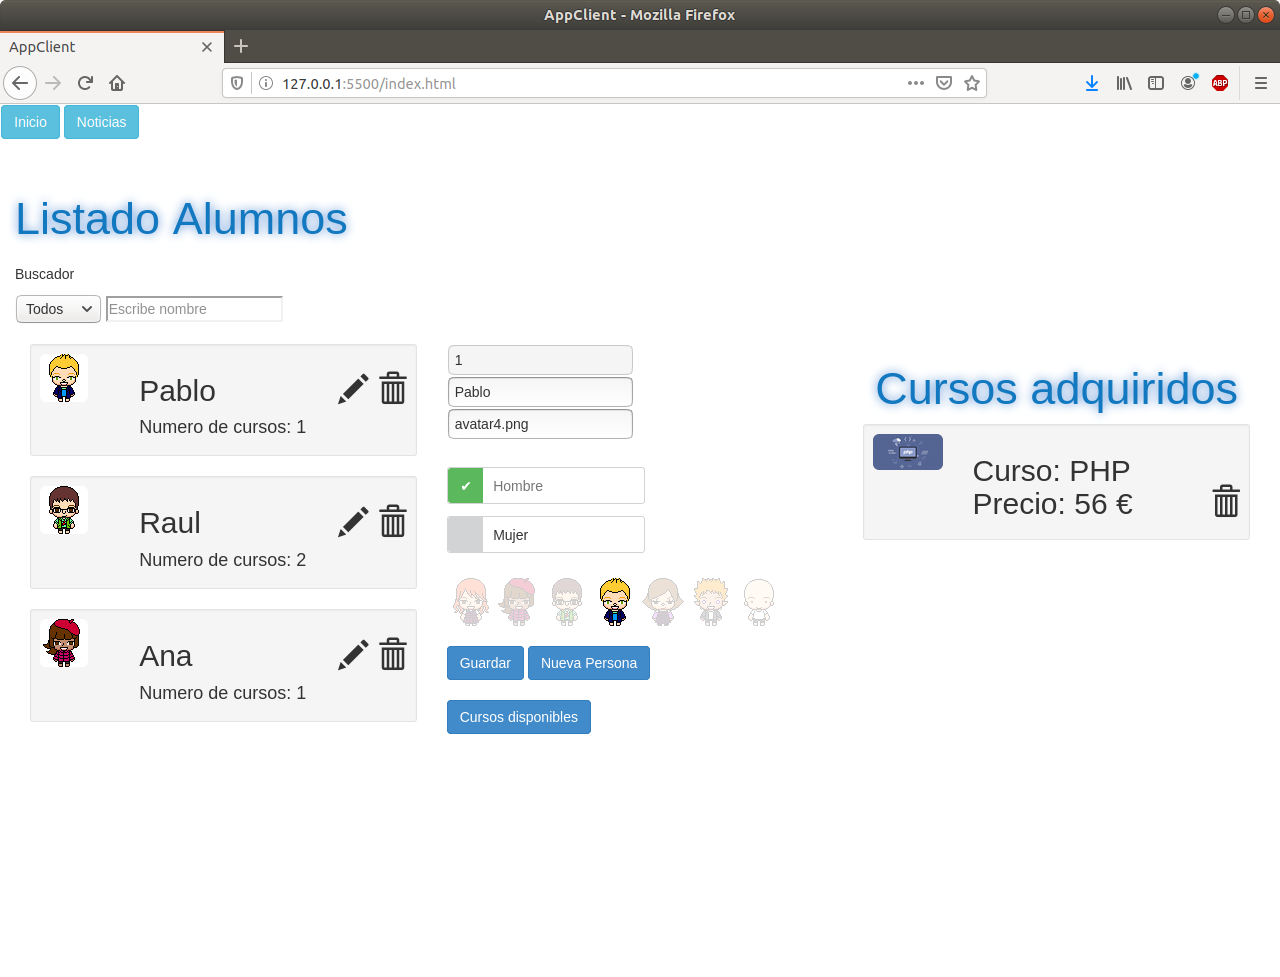 AppClient - Mozilla Firefox
AppClient
127.0.0.1:5500/index.html
ABP
Inicio
Noticias
Listado Alumnos
Buscador
Todos
Escribe nombre
Pablo
Numero de cursos: 1
Raul
Numero de cursos: 2
Ana
Numero de cursos: 1
1
Pablo
avatar4.png
Hombre
Mujer
Guardar
Nueva Persona
Cursos disponibles
Cursos adquiridos
php
Curso: PHP
Precio: 56 €